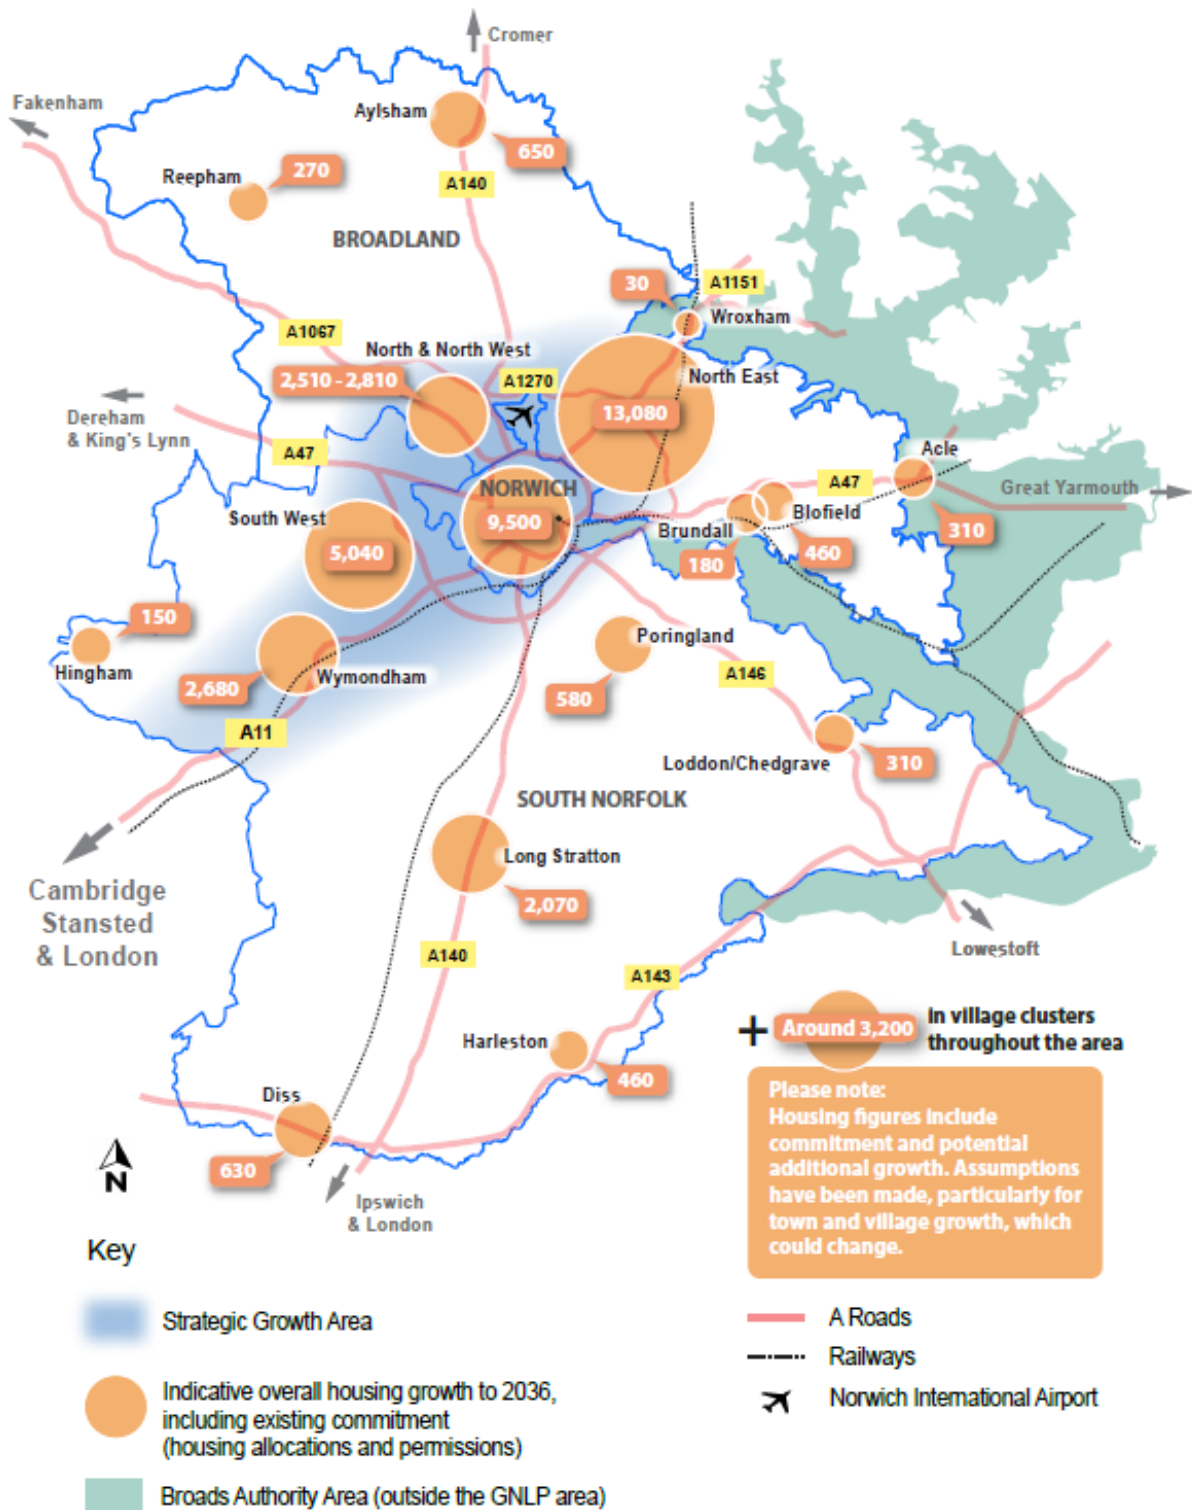 Cromer
Fakenham
Aylsham
650
Reepham
270
A140
BROADLAND
30
A1151
Wroxham
A1067
North & North West
2,510 - 2,810
A1270
North East
13,080
Dereham
& King's Lynn
A47
NORWICH
9,500
South West
5,040
Acle
A47
Great Yarmouth
Blofield
Brundall
310
180
460
150
Hingham
Poringland
580
A146
2,680
Wymondham
A11
Loddon/Chedgrave
310
SOUTH NORFOLK
Long Stratton
2,070
Cambridge
Stansted
& London
A140
A143
Lowestoft
Harleston
460
+ Around 3,200
in village clusters
throughout the area
Please note:
Housing figures include
commitment and potential
additional growth. Assumptions
have been made, particularly for
town and village growth, which
could change.
Diss
630
N
Ipswich
& London
Key
Strategic Growth Area
Indicative overall housing growth to 2036,
including existing commitment
(housing allocations and permissions)
Broads Authority Area (outside the GNLP area)
A Roads
Railways
Norwich International Airport